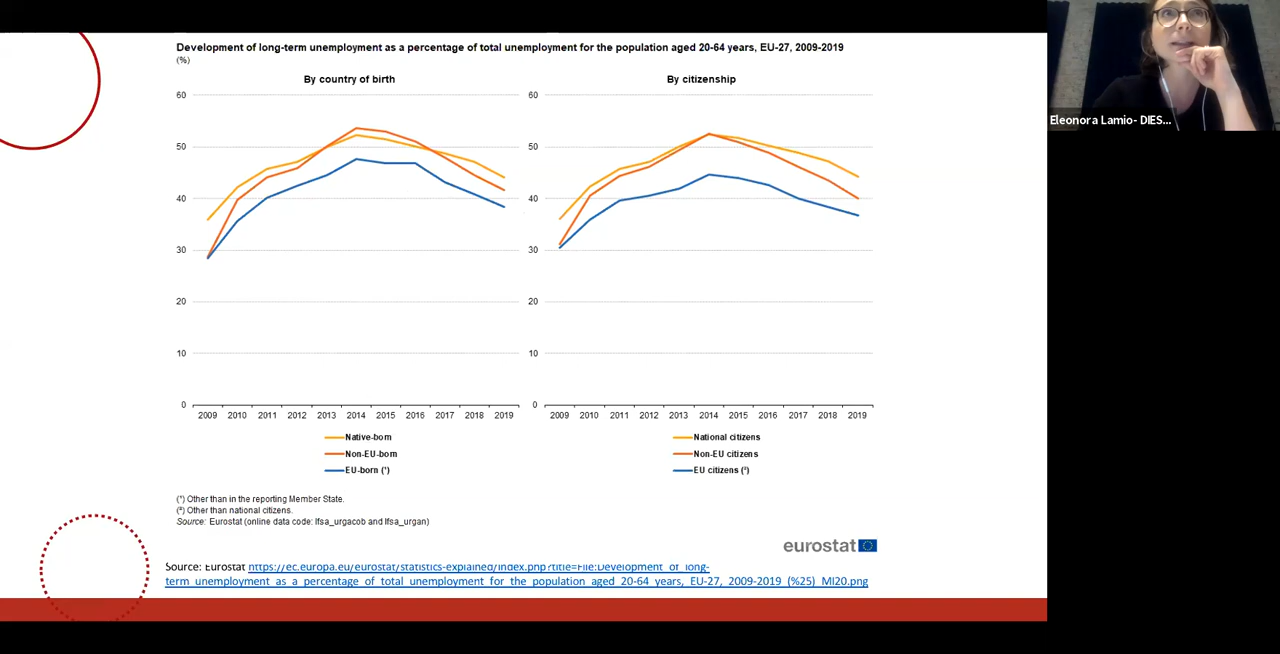 Development of long-term unemployment as a percentage of total unemployment for the population aged 20-64 years, EU-27, 2009-2019
(%)
By country of birth
60
50
40
30
20
10
0
2009 2010 2011 2012 2013 2014 2015 2016 2017 2018 2019
Native-born
Non-EU-born
EU-born (¹)
By citizenship
60
50
40
30
20
10
0
2009 2010 2011 2012 2013 2014 2015 2016 2017 2018 2019
National citizens
Non-EU citizens
EU citizens (²)
(¹) Other than in the reporting Member State.
(²) Other than national citizens.
Source: Eurostat (online data code: lfsa_urgacob and lfsa_urgan)
eurostat
Source: Eurostat https://ec.europa.eu/eurostat/statistics-explained/index.php?title=File:Development_of_long-
term_unemployment_as_a_percentage_of_total_unemployment_for_the_population_aged_20-64_years,_EU-27,_2009-2019_(%25)_MI20.png
Eleonora Lamio- DIES...